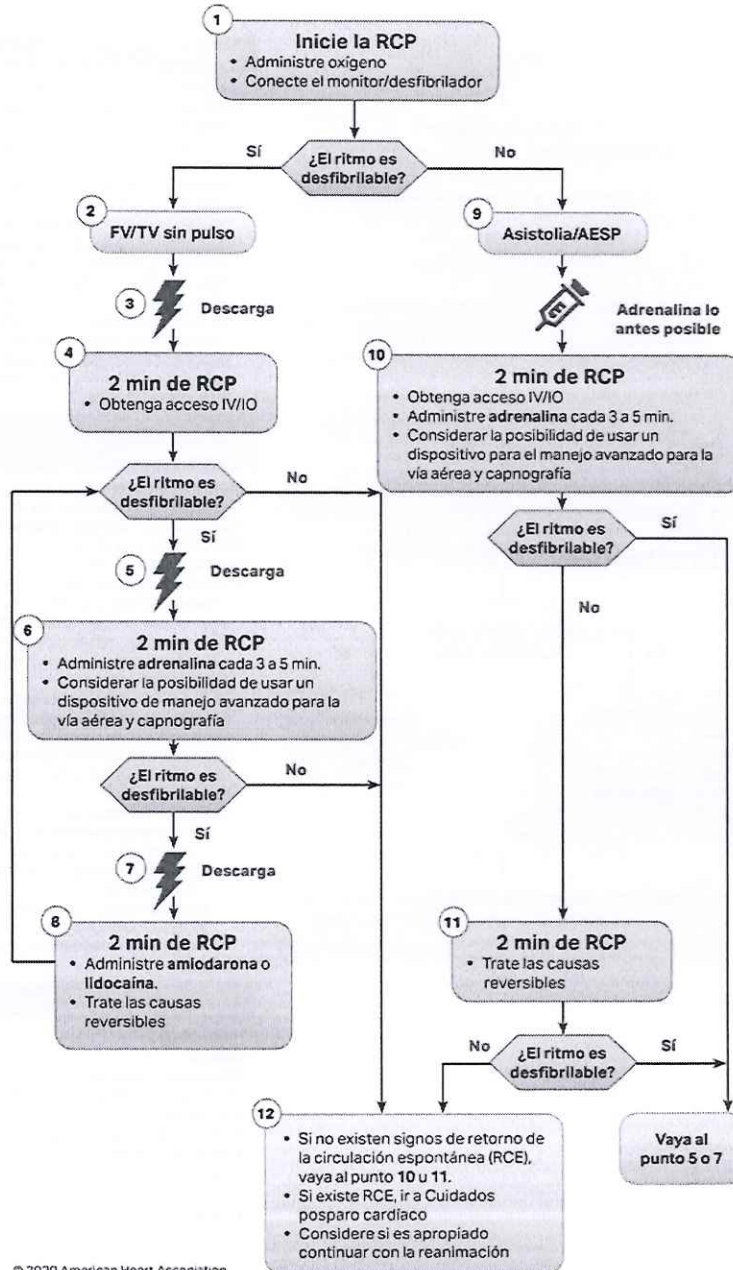 1
Inicie la RCP
• Administre oxígeno
• Conecte el monitor/desfibrilador
Sí
¿El ritmo es
desfibrilable?
No
2
FV/TV sin pulso
3
Descarga
4
2 min de RCP
• Obtenga acceso IV/IO
¿El ritmo es
desfibrilable?
No
Sí
5
Descarga
6
2 min de RCP
• Administre adrenalina cada 3 a 5 min.
• Considerar la posibilidad de usar un
dispositivo de manejo avanzado para la
vía aérea y capnografía
¿El ritmo es
desfibrilable?
No
Sí
7
Descarga
8
2 min de RCP
• Administre amiodarona o
lidocaína.
• Trate las causas
reversibles
9
Asistolia/AESP
Adrenalina lo
antes posible
10
2 min de RCP
• Obtenga acceso IV/IO
• Administre adrenalina cada 3 a 5 min.
• Considerar la posibilidad de usar un
dispositivo para el manejo avanzado para la
vía aérea y capnografía
¿El ritmo es
desfibrilable?
Sí
No
11
2 min de RCP
• Trate las causas
reversibles
No
¿El ritmo es
desfibrilable?
Sí
12
• Si no existen signos de retorno de
la circulación espontánea (RCE),
vaya al punto 10 u 11.
• Si existe RCE, ir a Cuidados
posparo cardíaco
• Considere si es apropiado
continuar con la reanimación
Vaya al
punto 5 o 7
© 2020 American Heart Association